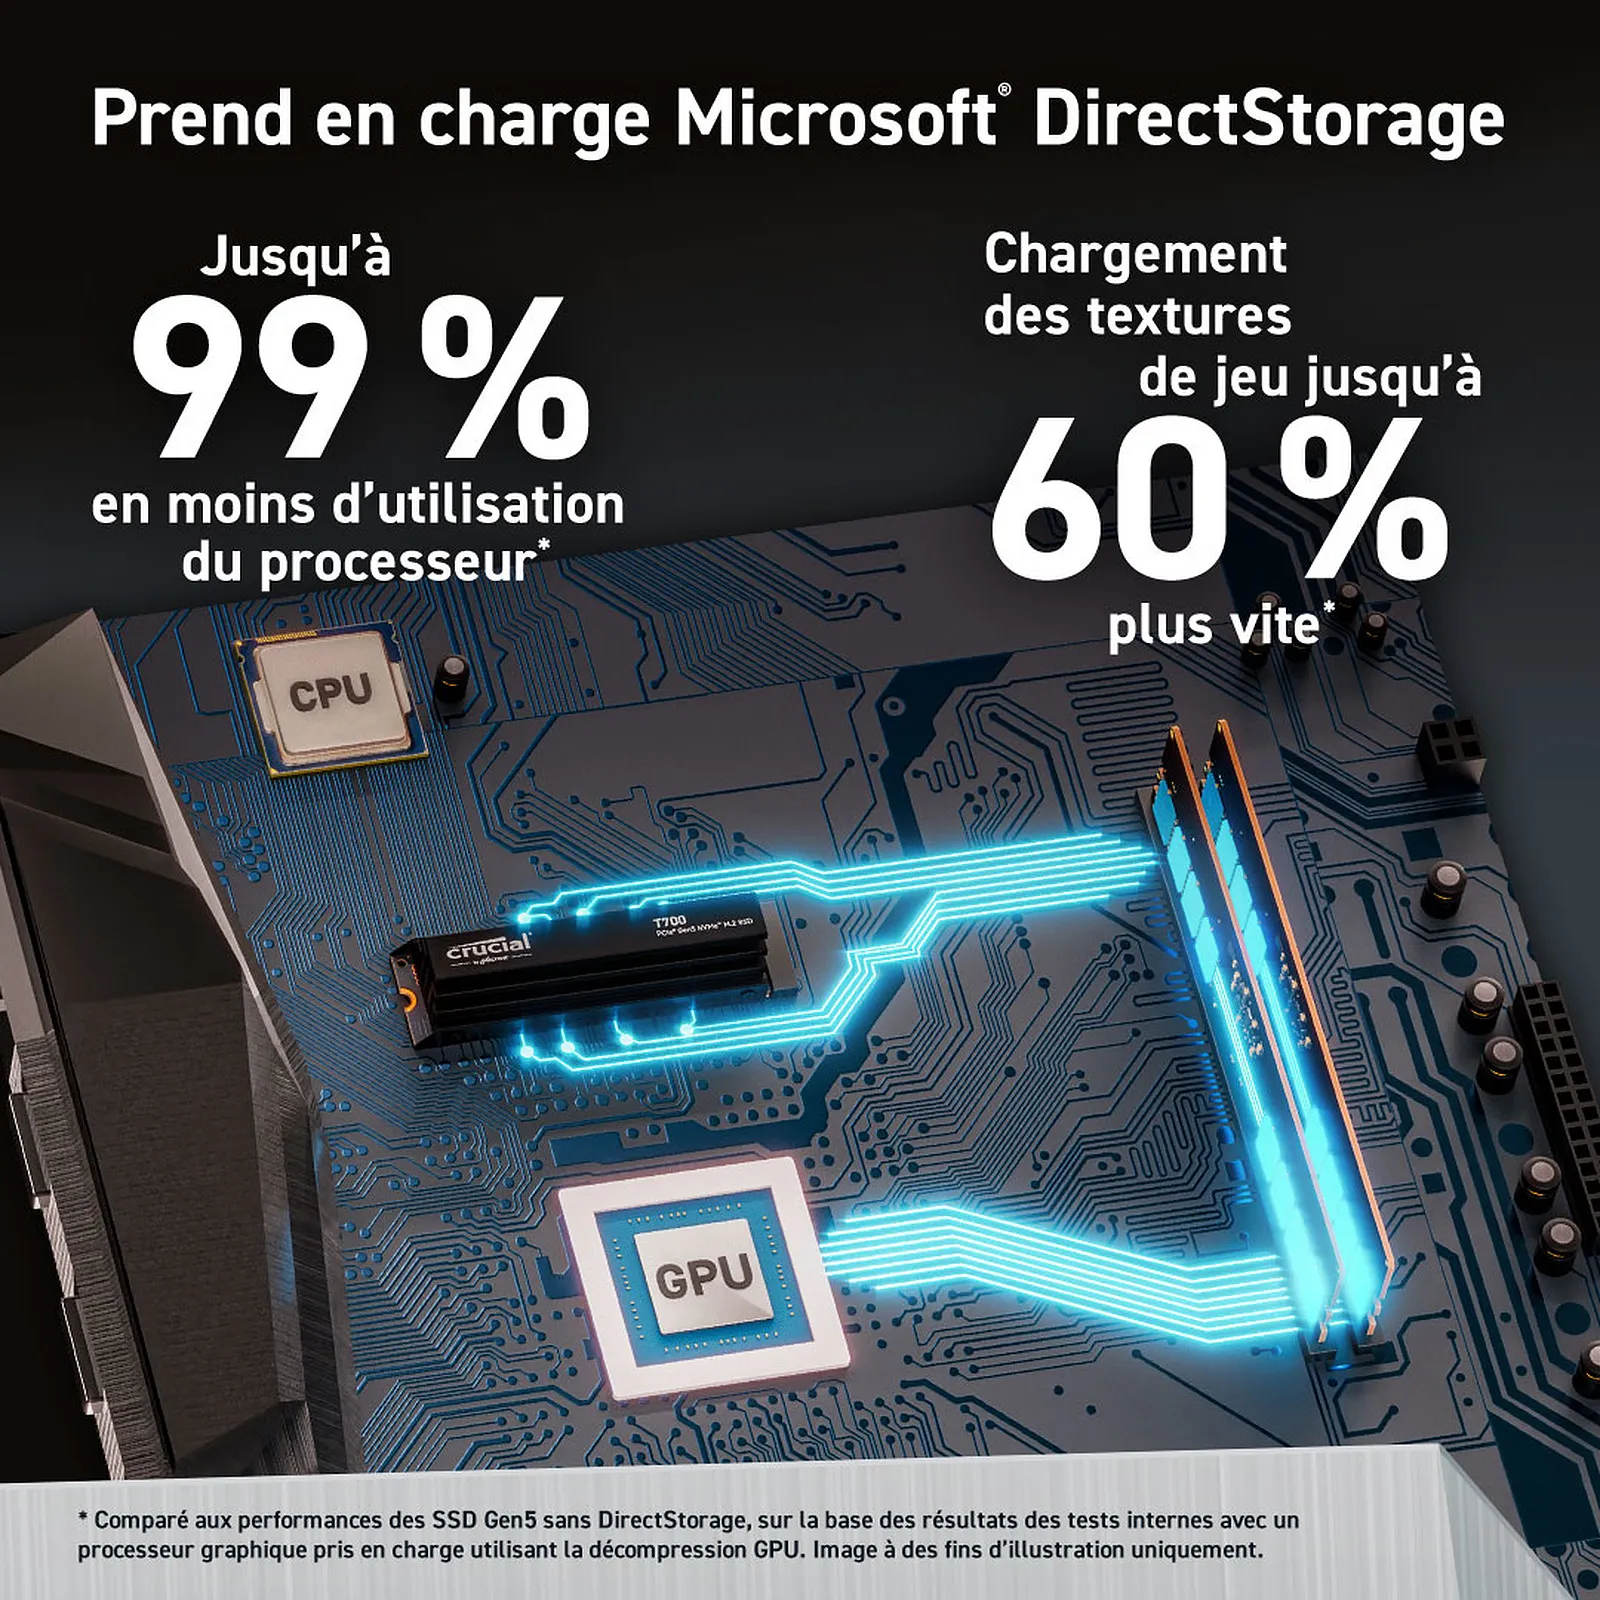 Prend en charge Microsoft® DirectStorage
Jusqu'à
99 %
en moins d'utilisation
du processeur*
Chargement
des textures
de jeu jusqu'à
60 %
plus vite*
CPU
crucial
by Micron
T700
PCIe® Gen5 NVMe™ M.2 SSD
GPU
* Comparé aux performances des SSD Gen5 sans DirectStorage, sur la base des résultats des tests internes avec un
processeur graphique pris en charge utilisant la décompression GPU. Image à des fins d'illustration uniquement.